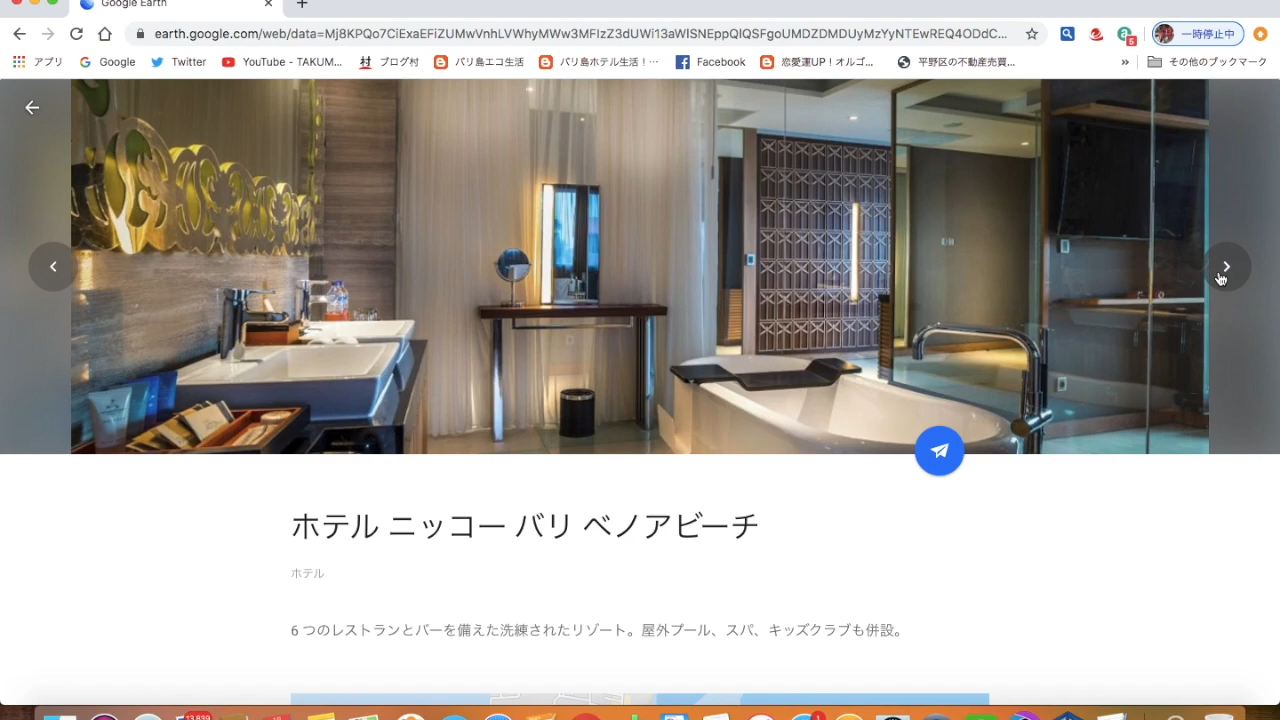 Google Earth
earth.google.com/web/data=Mj8KPQo7CiExaEFiZUMwVnhLVWhyMWw3MFIzZ3dUWi13aWISNEppQIQSFgoUMDZDMDUyMzYyNTEwREQ4ODdC...
一時停止中
アプリ Google Twitter YouTube - TAKUM... ブログ村 バリ島エコ生活 バリ島ホテル生活！… Facebook 恋愛運UP！オルゴ... 平野区の不動産売買... » その他のブックマーク
ホテル ニッコー バリ べノアビーチ
ホテル
6 つのレストランとバーを備えた洗練されたリゾート。屋外プール、スパ、キッズクラブも併設。
13,839